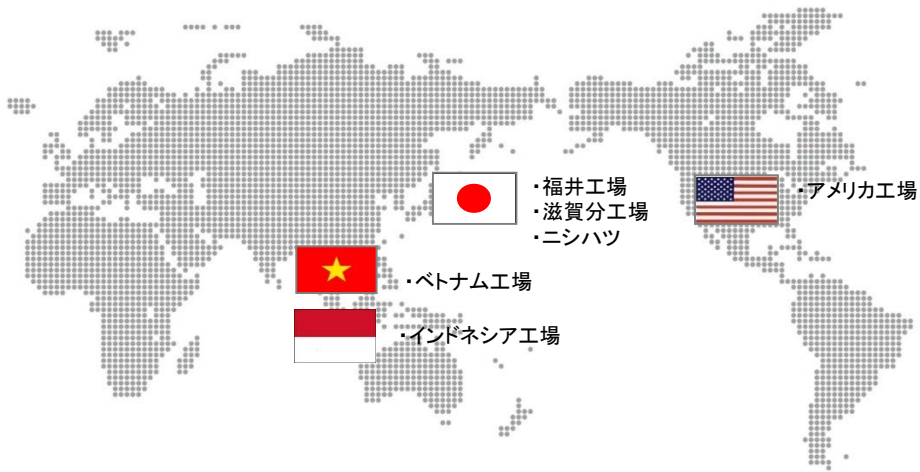 ・福井工場
・滋賀分工場
・ニシハツ
・アメリカ工場
・ベトナム工場
・インドネシア工場